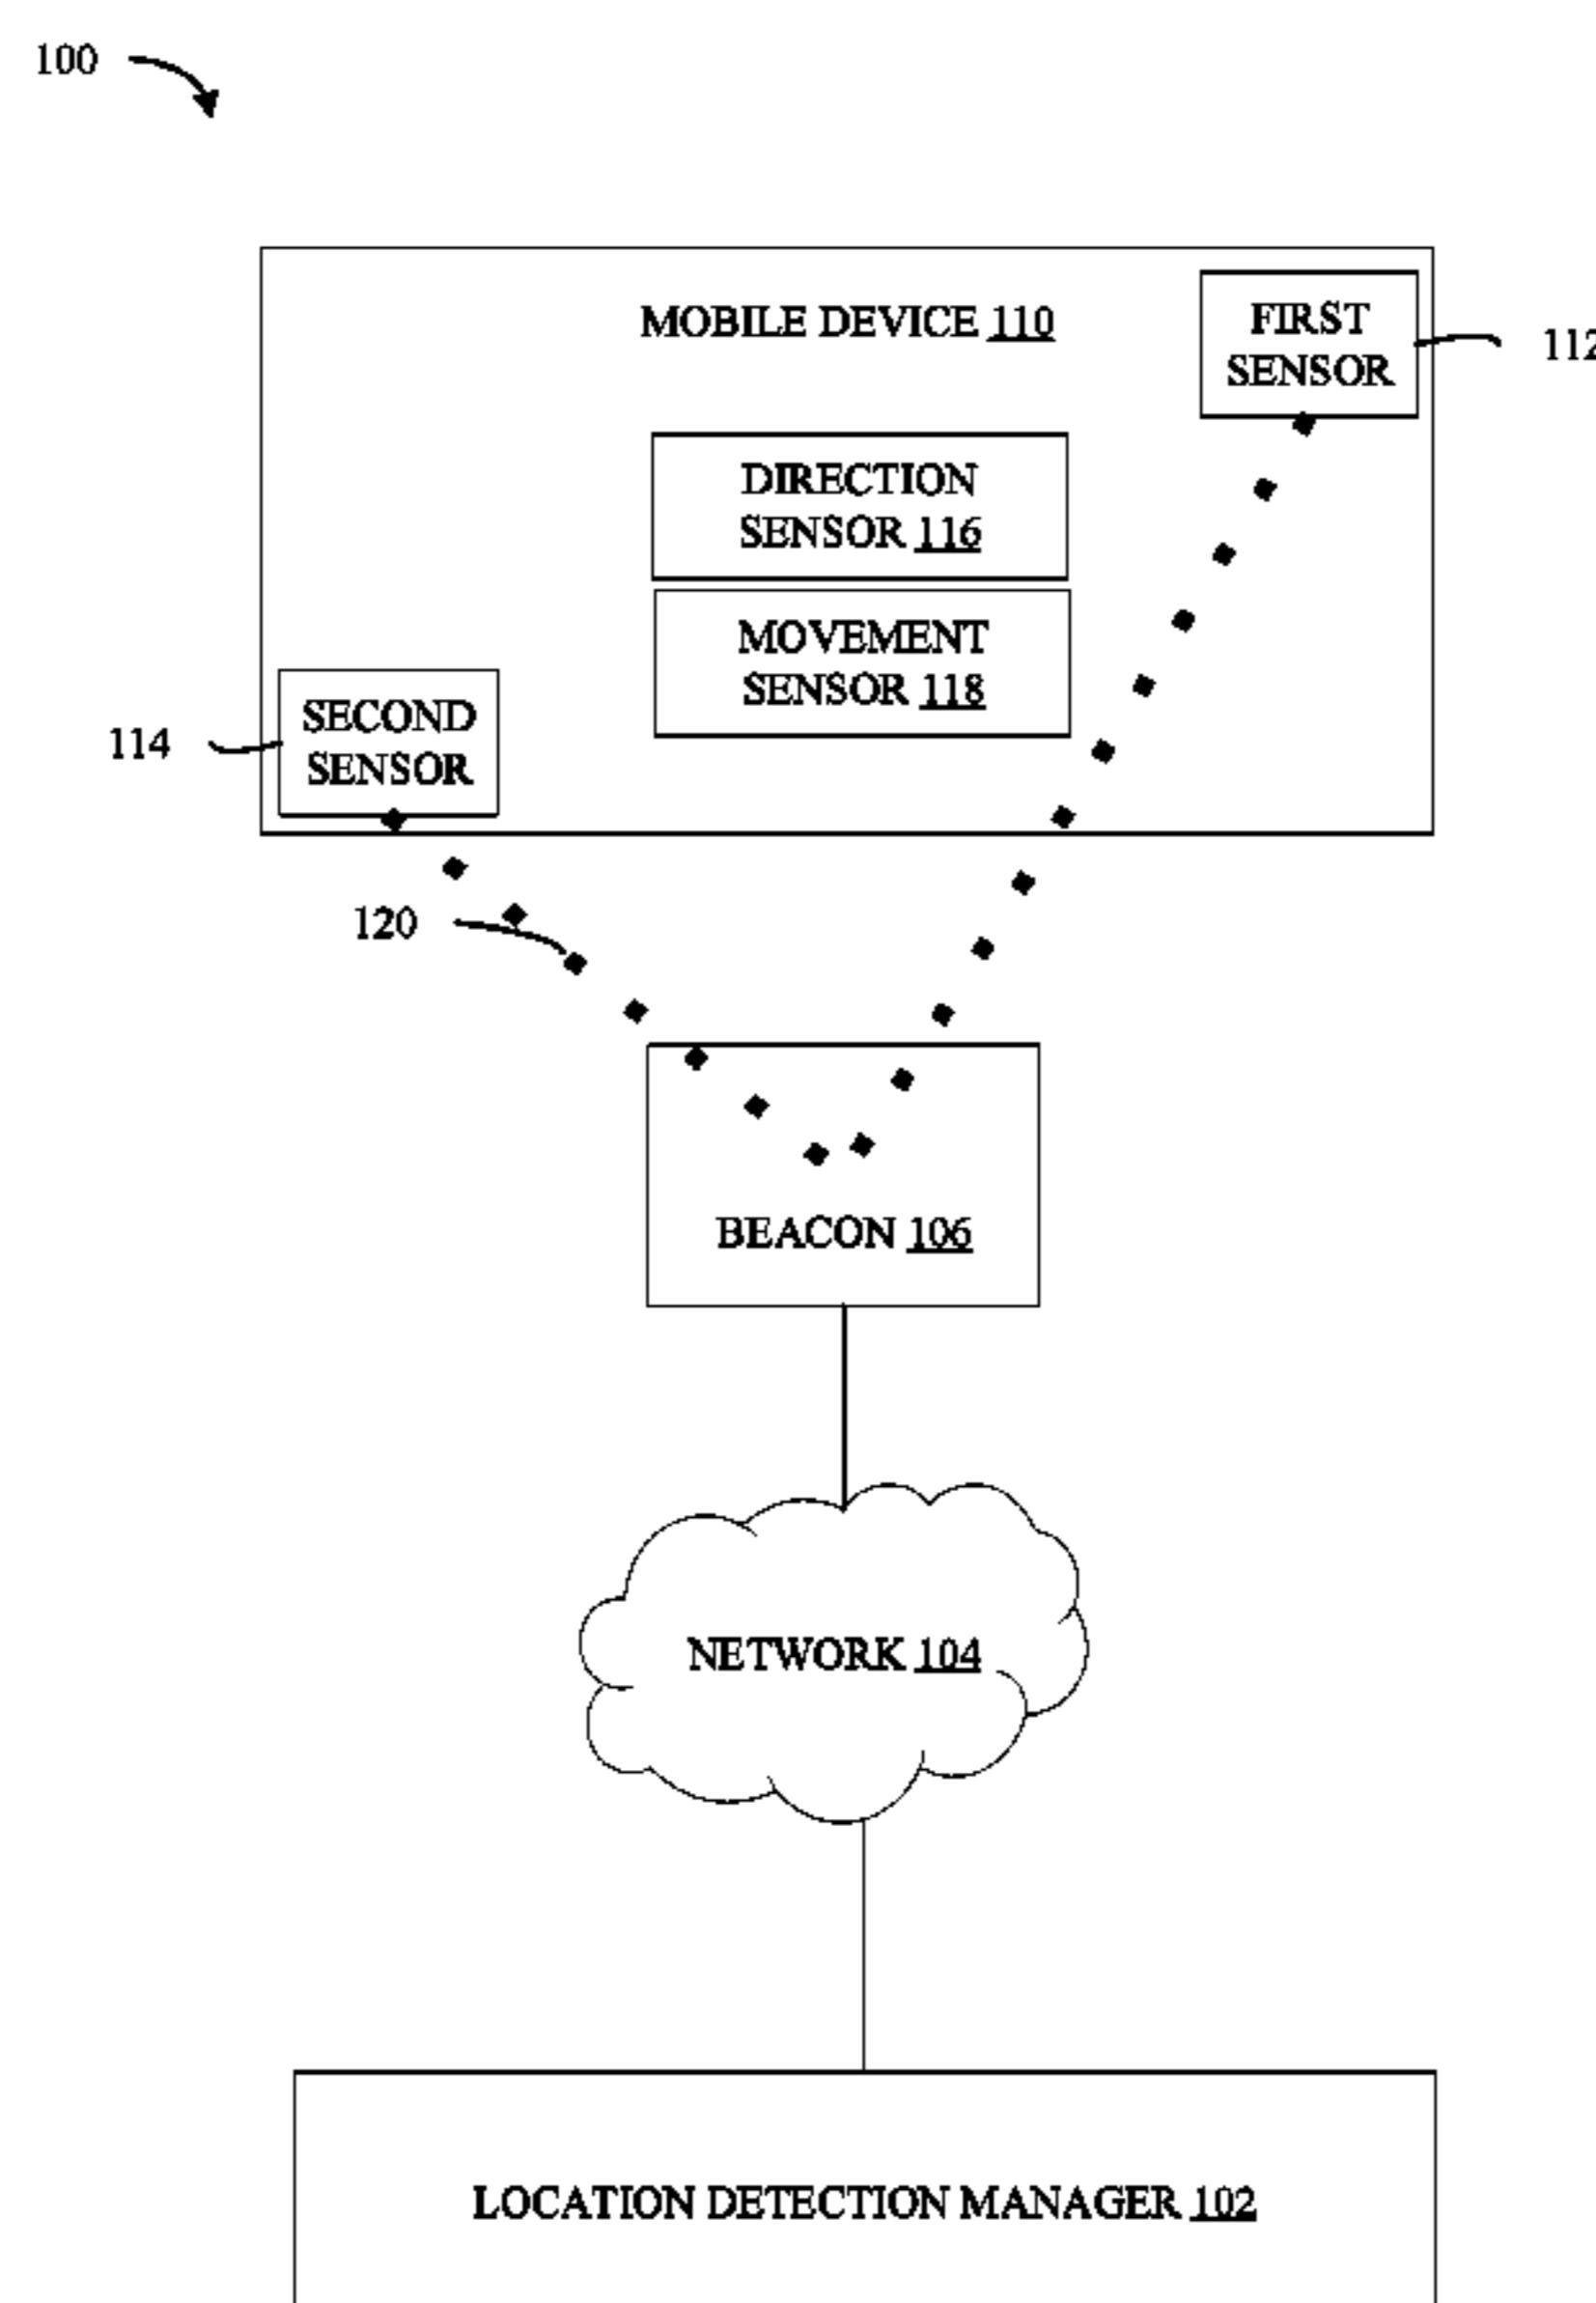 100
MOBILE DEVICE 110
FIRST
SENSOR
112
DIRECTION
SENSOR 116
MOVEMENT
SENSOR 118
SECOND
SENSOR
114
120
BEACON 106
NETWORK 104
LOCATION DETECTION MANAGER 102